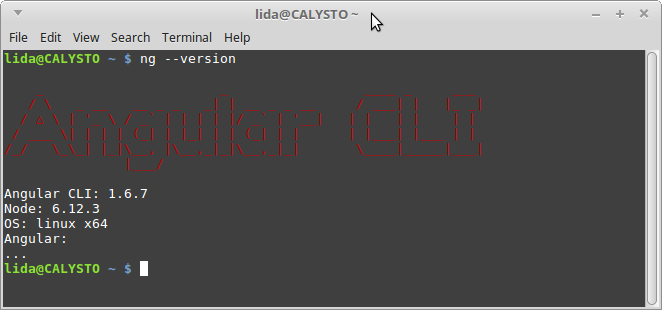 lida@CALYSTO ~
File Edit View Search Terminal Help
lida@CALYSTO ~ $ ng --version
Angular CLI
Angular CLI: 1.6.7
Node: 6.12.3
OS: linux x64
Angular:
...
lida@CALYSTO ~ $